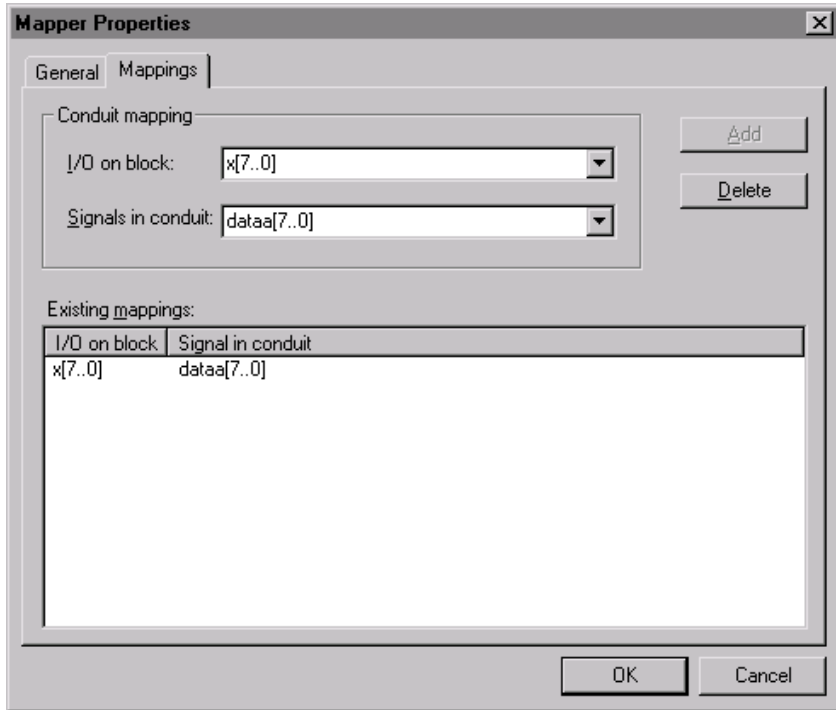 Mapper Properties
General Mappings
Conduit mapping
I/O on block: x[7..0]
Add
Signals in conduit: dataa[7..0]
Delete
Existing mappings:
I/O on block Signal in conduit
x[7..0] dataa[7..0]
OK Cancel